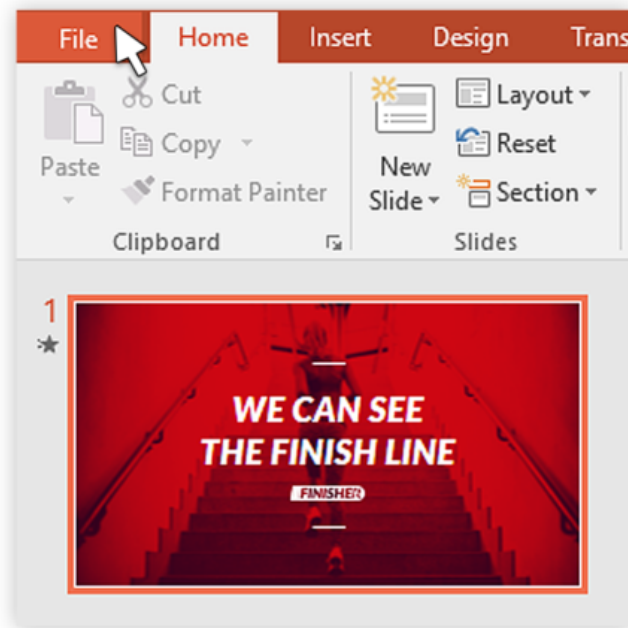 File Home Insert Design Trans
Cut
Copy
Paste
Format Painter
New
Slide
Layout
Reset
Section
Clipboard
Slides
1
WE CAN SEE
THE FINISH LINE
FINISHER